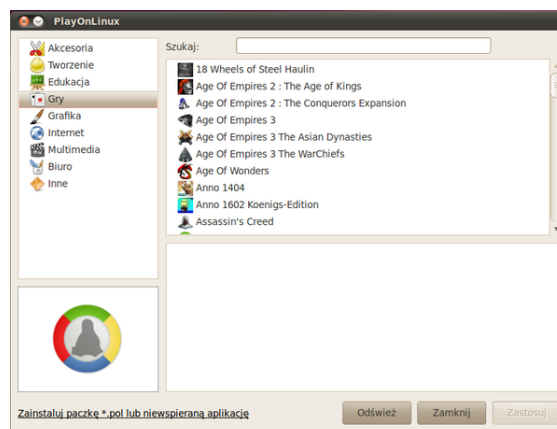 PlayOnLinux
Akcesoria
Tworzenie
Edukacja
Gry
Grafika
Internet
Multimedia
Biuro
Inne
Szukaj:
18 Wheels of Steel Haulin
Age Of Empires 2 : The Age of Kings
Age Of Empires 2 : The Conquerors Expansion
Age Of Empires 3
Age Of Empires 3 The Asian Dynasties
Age Of Empires 3 The WarChiefs
Age Of Wonders
Anno 1404
Anno 1602 Koenigs-Edition
Assassin's Creed
Zainstaluj paczkę *.pol lub niewspieraną aplikację
Odśwież
Zamknij
Zastosuj